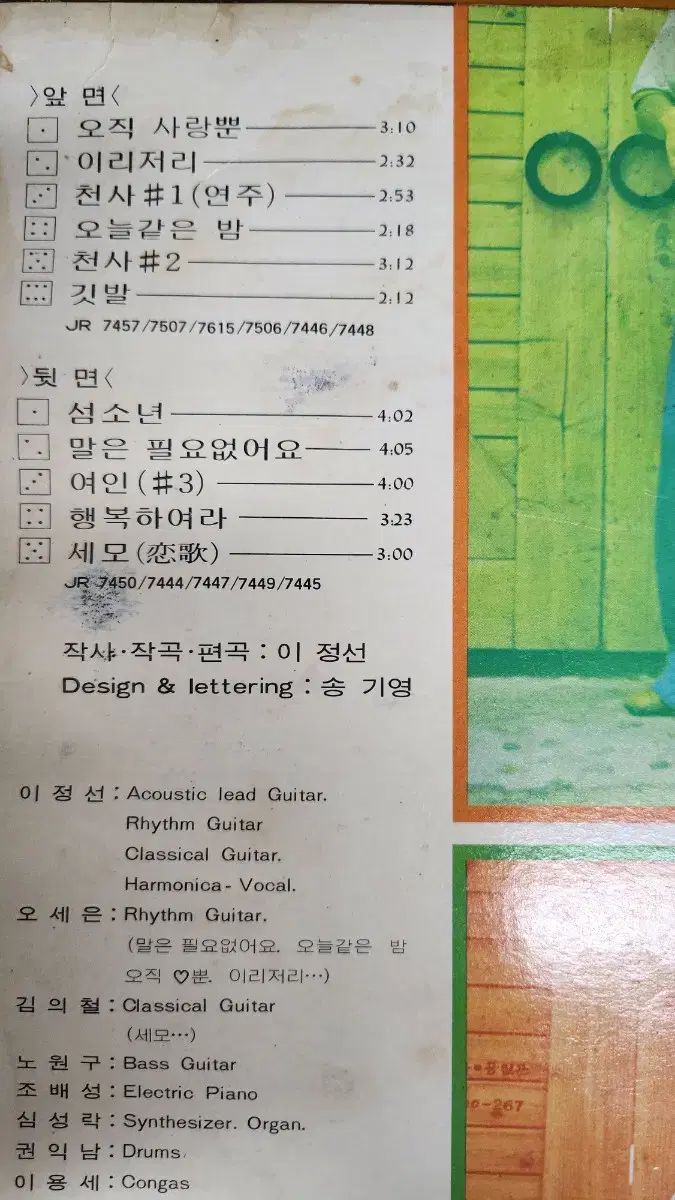 〉앞 면〈
오직 사랑뿐 3:10
이리저리 2:32
천사#1(연주) 2:53
오늘같은 밤 2:18
천사#2 3:12
깃발 2:12
JR 7457/7507/7615/7506/7446/7448
〉뒷 면〈
섬소년 4:02
말은 필요없어요 4:05
여인(#3) 4:00
행복하여라 3:23
세모(恋歌) 3:00
JR 7450/7444/7447/7449/7445
작사·작곡·편곡 : 이 정선
Design & lettering : 송 기영
이 정 선 : Acoustic lead Guitar.
Rhythm Guitar
Classical Guitar.
Harmonica - Vocal.
오 세 은 : Rhythm Guitar.
(말은 필요없어요. 오늘같은 밤
오직 ♡뿐. 이리저리…)
김 의 철 : Classical Guitar
(세모…)
노 원 구 : Bass Guitar
조 배 성 : Electric Piano
심 성 락 : Synthesizer. Organ.
권 익 남 : Drums
이 용 세 : Congas
-267